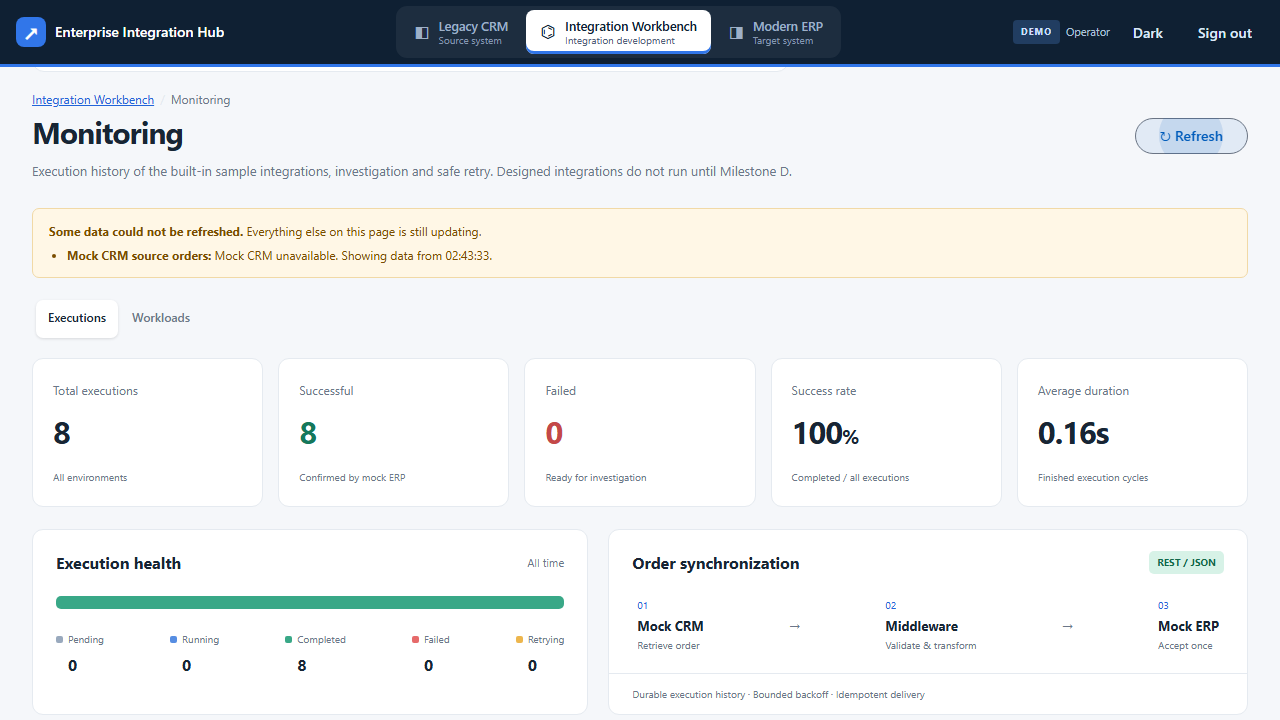 Enterprise Integration Hub
Legacy CRM
Source system
Integration Workbench
Integration development
Modern ERP
Target system
DEMO
Operator
Dark
Sign out
Integration Workbench / Monitoring
Monitoring
↻ Refresh
Execution history of the built-in sample integrations, investigation and safe retry. Designed integrations do not run until Milestone D.
Some data could not be refreshed. Everything else on this page is still updating.
• Mock CRM source orders: Mock CRM unavailable. Showing data from 02:43:33.
Executions
Workloads
Total executions
8
All environments
Successful
8
Confirmed by mock ERP
Failed
0
Ready for investigation
Success rate
100%
Completed / all executions
Average duration
0.16s
Finished execution cycles
Execution health
All time
Pending
0
Running
0
Completed
8
Failed
0
Retrying
0
Order synchronization
REST / JSON
01
Mock CRM
Retrieve order
→
02
Middleware
Validate & transform
→
03
Mock ERP
Accept once
Durable execution history · Bounded backoff · Idempotent delivery